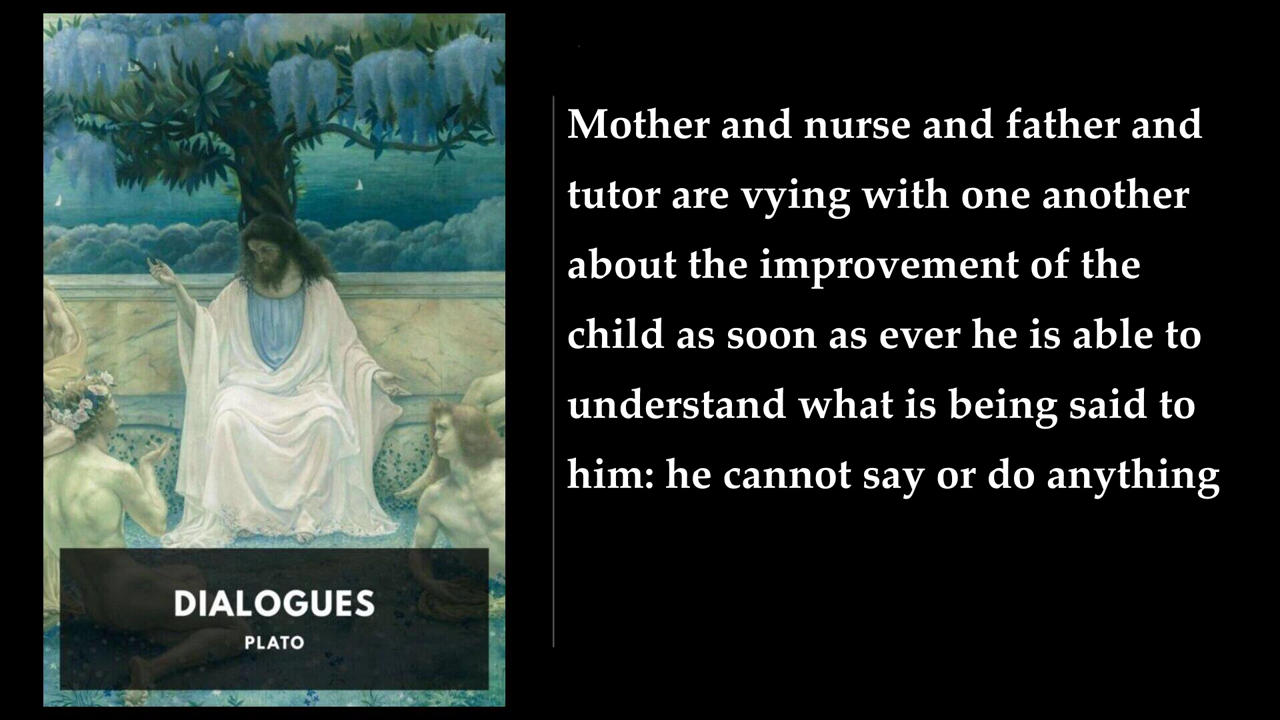 Mother and nurse and father and
tutor are vying with one another
about the improvement of the
child as soon as ever he is able to
understand what is being said to
him: he cannot say or do anything
DIALOGUES
PLATO